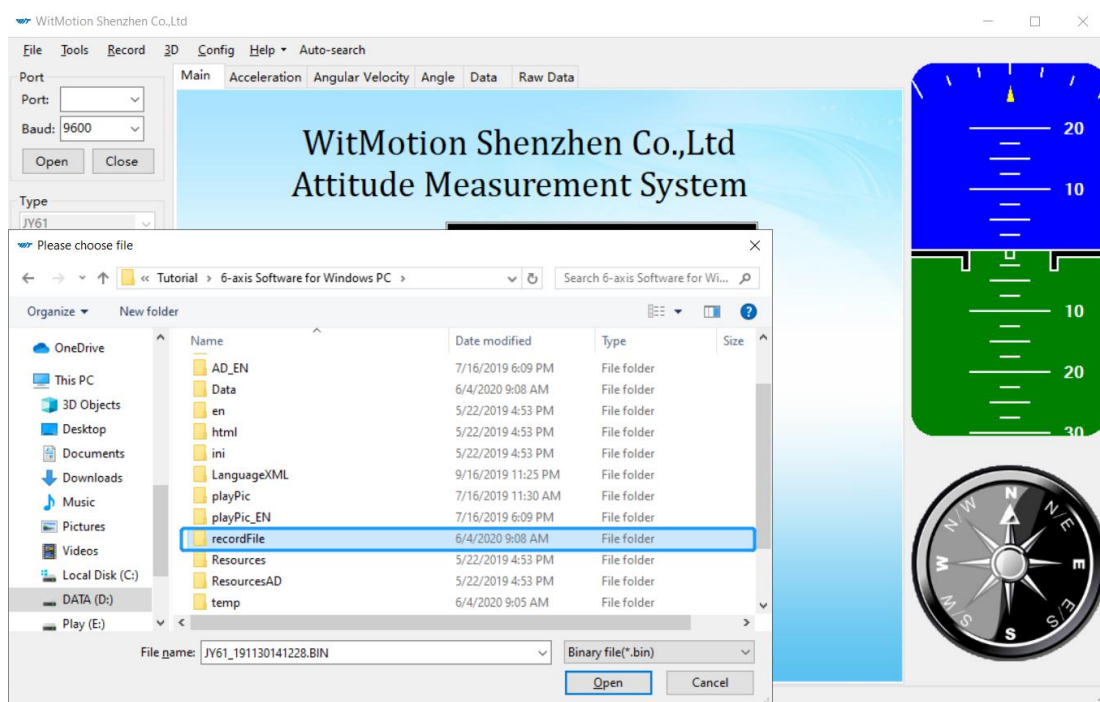 WitMotion Shenzhen Co.,Ltd
File Tools Record 3D Config Help Auto-search
Port
Port:
Baud: 9600
Open Close
Type
JY61
Main Acceleration Angular Velocity Angle Data Raw Data
WitMotion Shenzhen Co.,Ltd
Attitude Measurement System
20
10
10
20
30
N
N/E
E
S/E
S
S/W
W
N/W
Please choose file
« Tutorial > 6-axis Software for Windows PC >
Search 6-axis Software for Wi...
Organize New folder
OneDrive
This PC
3D Objects
Desktop
Documents
Downloads
Music
Pictures
Videos
Local Disk (C:)
DATA (D:)
Play (E:)
Name Date modified Type Size
AD_EN 7/16/2019 6:09 PM File folder
Data 6/4/2020 9:08 AM File folder
en 5/22/2019 4:53 PM File folder
html 5/22/2019 4:53 PM File folder
ini 5/22/2019 4:53 PM File folder
LanguageXML 9/16/2019 11:25 PM File folder
playPic 7/16/2019 11:30 AM File folder
playPic_EN 7/16/2019 6:09 PM File folder
recordFile 6/4/2020 9:08 AM File folder
Resources 5/22/2019 4:53 PM File folder
ResourcesAD 5/22/2019 4:53 PM File folder
temp 6/4/2020 9:05 AM File folder
File name: JY61_191130141228.BIN Binary file(*.bin)
Open Cancel